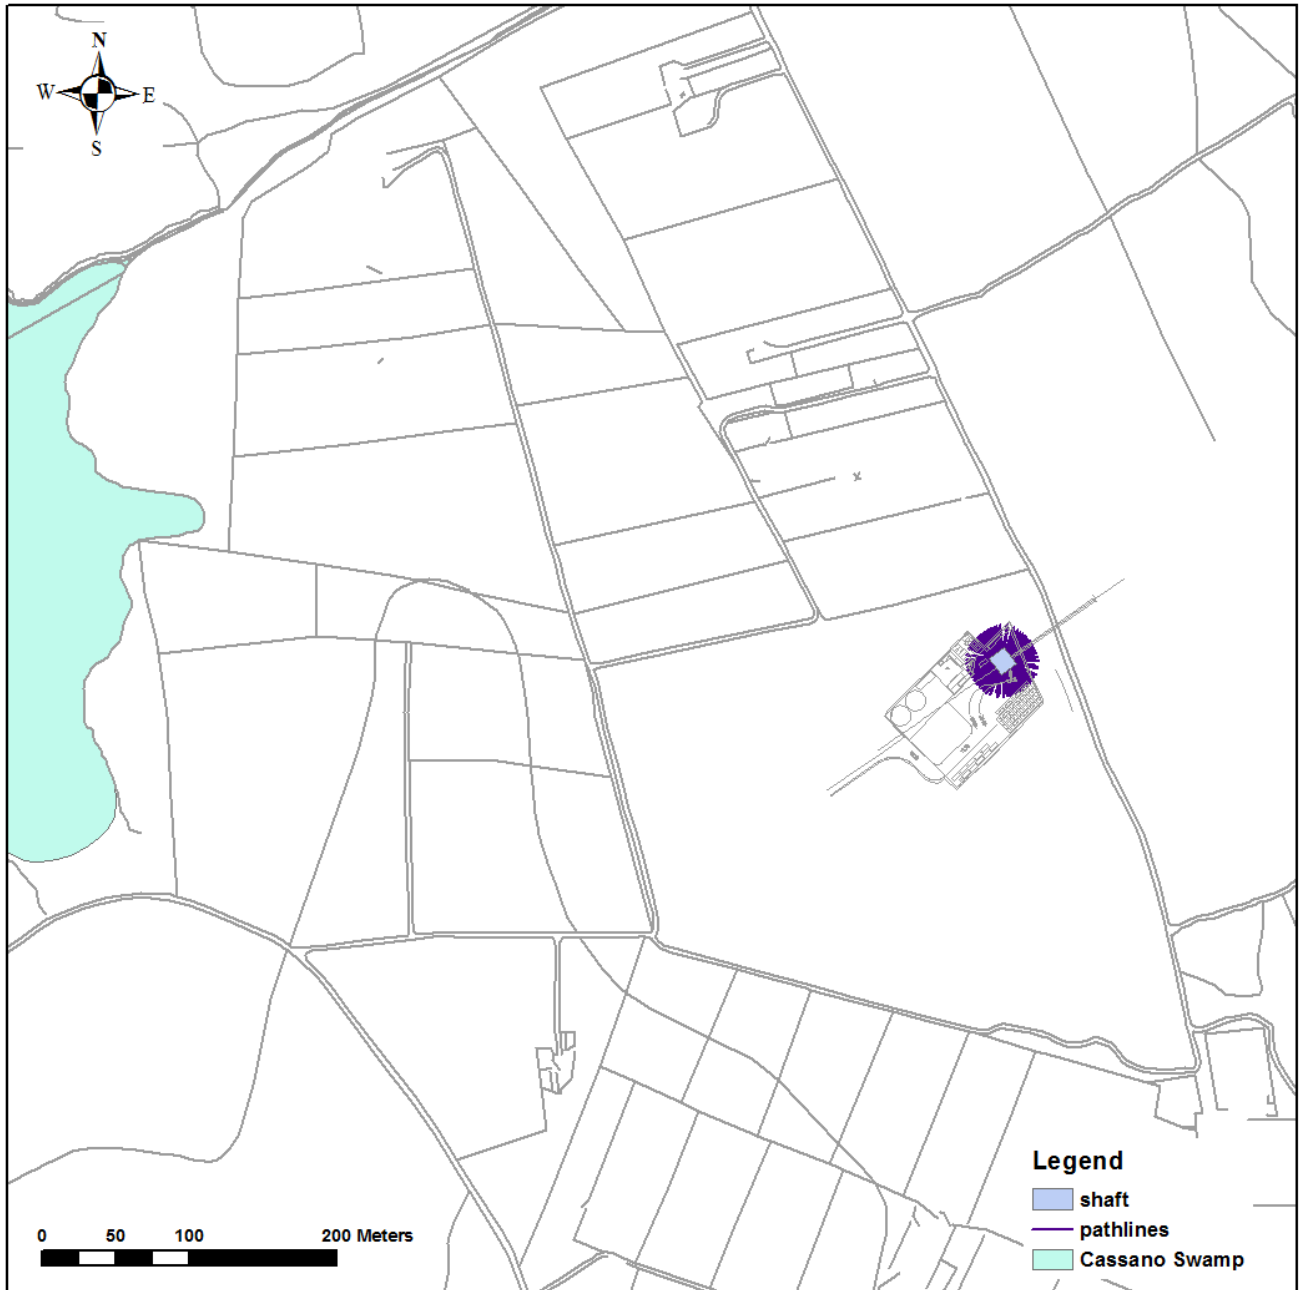 N
W E
S
Legend
shaft
pathlines
Cassano Swamp
0 50 100 200 Meters